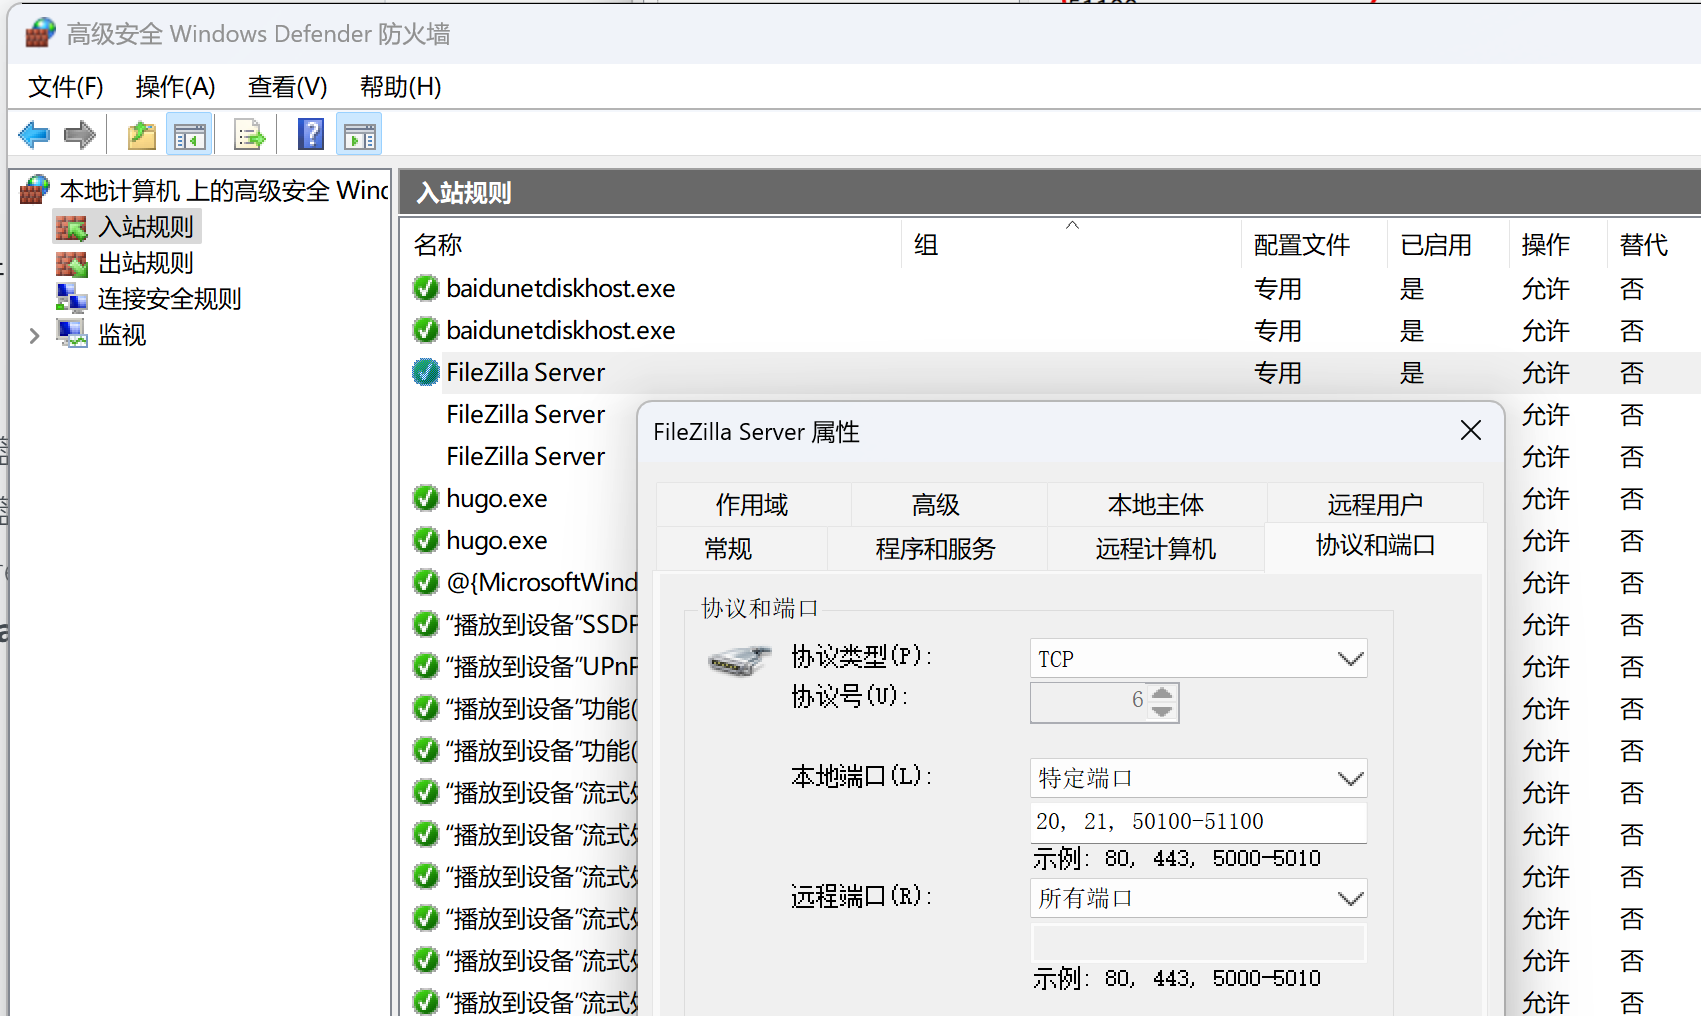 高级安全 Windows Defender 防火墙
文件(F) 操作(A) 查看(V) 帮助(H)
本地计算机 上的高级安全 Wind
入站规则
出站规则
连接安全规则
监视
入站规则
名称 组 配置文件 已启用 操作 替代
baidunetdiskhost.exe 专用 是 允许 否
baidunetdiskhost.exe 专用 是 允许 否
FileZilla Server 专用 是 允许 否
FileZilla Server 允许 否
FileZilla Server 允许 否
hugo.exe 允许 否
hugo.exe 允许 否
@{MicrosoftWind 允许 否
“播放到设备”SSDP 允许 否
“播放到设备”UPnP 允许 否
“播放到设备”功能( 允许 否
“播放到设备”功能( 允许 否
“播放到设备”流式处 允许 否
“播放到设备”流式处 允许 否
“播放到设备”流式处 允许 否
“播放到设备”流式处 允许 否
“播放到设备”流式处 允许 否
“播放到设备”流式处 允许 否
FileZilla Server 属性
作用域 高级 本地主体 远程用户
常规 程序和服务 远程计算机 协议和端口
协议和端口
协议类型(P): TCP
协议号(U): 6
本地端口(L): 特定端口
20, 21, 50100-51100
示例: 80, 443, 5000-5010
远程端口(R): 所有端口
示例: 80, 443, 5000-5010